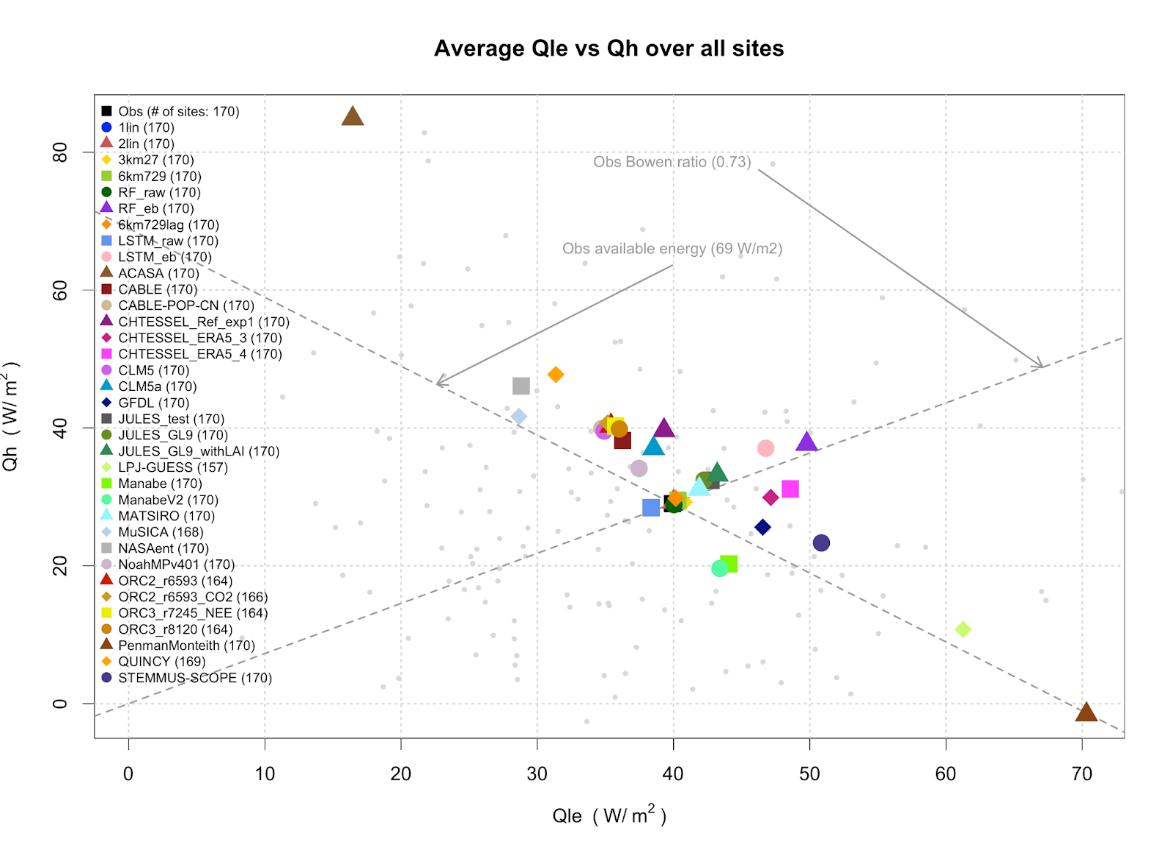 Average Qle vs Qh over all sites
Obs (# of sites: 170)
1lin (170)
2lin (170)
3km27 (170)
6km729 (170)
RF_raw (170)
RF_eb (170)
6km729lag (170)
LSTM_raw (170)
LSTM_eb (170)
ACASA (170)
CABLE (170)
CABLE-POP-CN (170)
CHTESSEL_Ref_exp1 (170)
CHTESSEL_ERA5_3 (170)
CHTESSEL_ERA5_4 (170)
CLM5 (170)
CLM5a (170)
GFDL (170)
JULES_test (170)
JULES_GL9 (170)
JULES_GL9_withLAI (170)
LPJ-GUESS (157)
Manabe (170)
ManabeV2 (170)
MATSIRO (170)
MuSICA (168)
NASAent (170)
NoahMPv401 (170)
ORC2_r6593 (164)
ORC2_r6593_CO2 (166)
ORC3_r7245_NEE (164)
ORC3_r8120 (164)
PenmanMonteith (170)
QUINCY (169)
STEMMUS-SCOPE (170)
Obs Bowen ratio (0.73)
Obs available energy (69 W/m2)
80
60
40
20
0
Qh ( W/ m²)
0 10 20 30 40 50 60 70
Qle ( W/ m²)